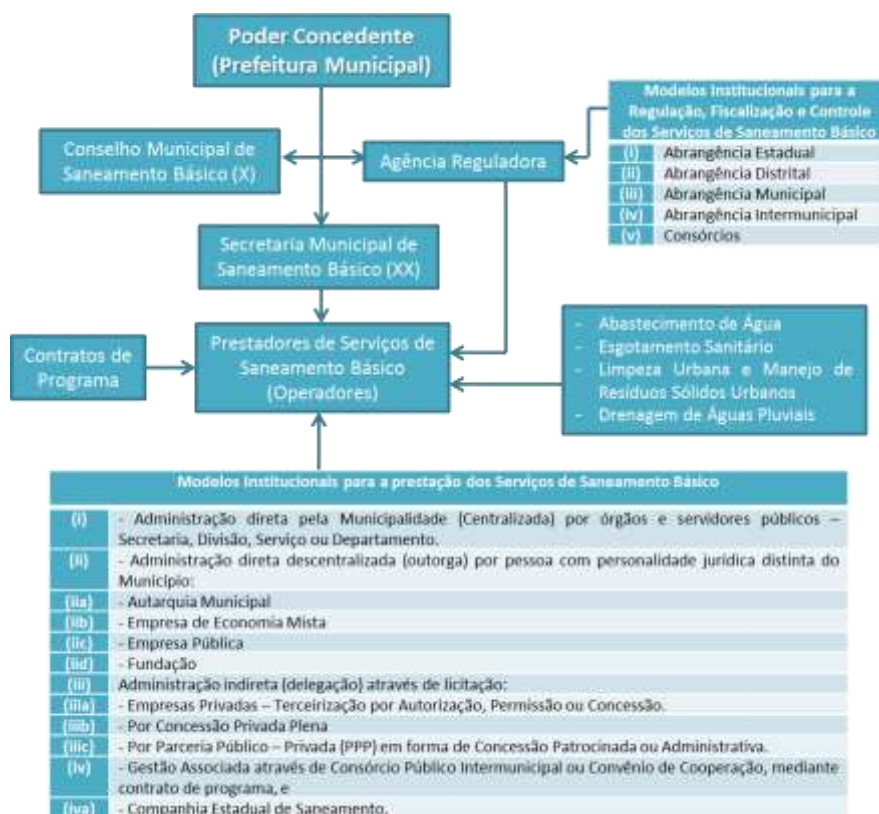 Poder Concedente
(Prefeitura Municipal)
Modelos Institucionais para a
Regulação, Fiscalização e Controle
dos Serviços de Saneamento Básico
(i) Abrangência Estadual
(ii) Abrangência Distrital
(iii) Abrangência Municipal
(iv) Abrangência Intermunicipal
(v) Consórcios
Conselho Municipal de
Saneamento Básico (X)
Agência Reguladora
Secretaria Municipal de
Saneamento Básico (XX)
Contratos de
Programa
Prestadores de Serviços de
Saneamento Básico
(Operadores)
- Abastecimento de Água
- Esgotamento Sanitário
- Limpeza Urbana e Manejo de
Resíduos Sólidos Urbanos
- Drenagem de Águas Pluviais
Modelos Institucionais para a prestação dos Serviços de Saneamento Básico
(i) - Administração direta pela Municipalidade (Centralizada) por órgãos e servidores públicos –
Secretaria, Divisão, Serviço ou Departamento.
(ii) - Administração direta descentralizada (outorga) por pessoa com personalidade jurídica distinta do
Município:
(iia) - Autarquia Municipal
(iib) - Empresa de Economia Mista
(iic) - Empresa Pública
(iid) - Fundação
(iii) Administração indireta (delegação) através de licitação:
(iiia) - Empresas Privadas – Terceirização por Autorização, Permissão ou Concessão.
(iiib) - Por Concessão Privada Plena
(iiic) - Por Parceria Público – Privada (PPP) em forma de Concessão Patrocinada ou Administrativa.
(iv) - Gestão Associada através de Consórcio Público Intermunicipal ou Convênio de Cooperação, mediante
contrato de programa, e
(iva) - Companhia Estadual de Saneamento.